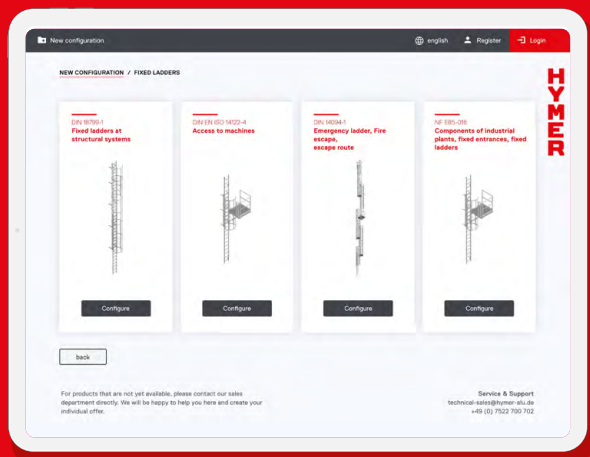 New configuration
english
Register
Login
NEW CONFIGURATION / FIXED LADDERS
HYMER
DIN 18799-1
Fixed ladders at
structural systems
Configure
DIN EN ISO 14122-4
Access to machines
Configure
DIN 14094-1
Emergency ladder, Fire
escape,
escape route
Configure
NF E85-016
Components of industrial
plants, fixed entrances, fixed
ladders
Configure
back
For products that are not yet available, please contact our sales
department directly. We will be happy to help you here and create your
individual offer.
Service & Support
technical-sales@hymer-alu.de
+49 (0) 7522 700 702